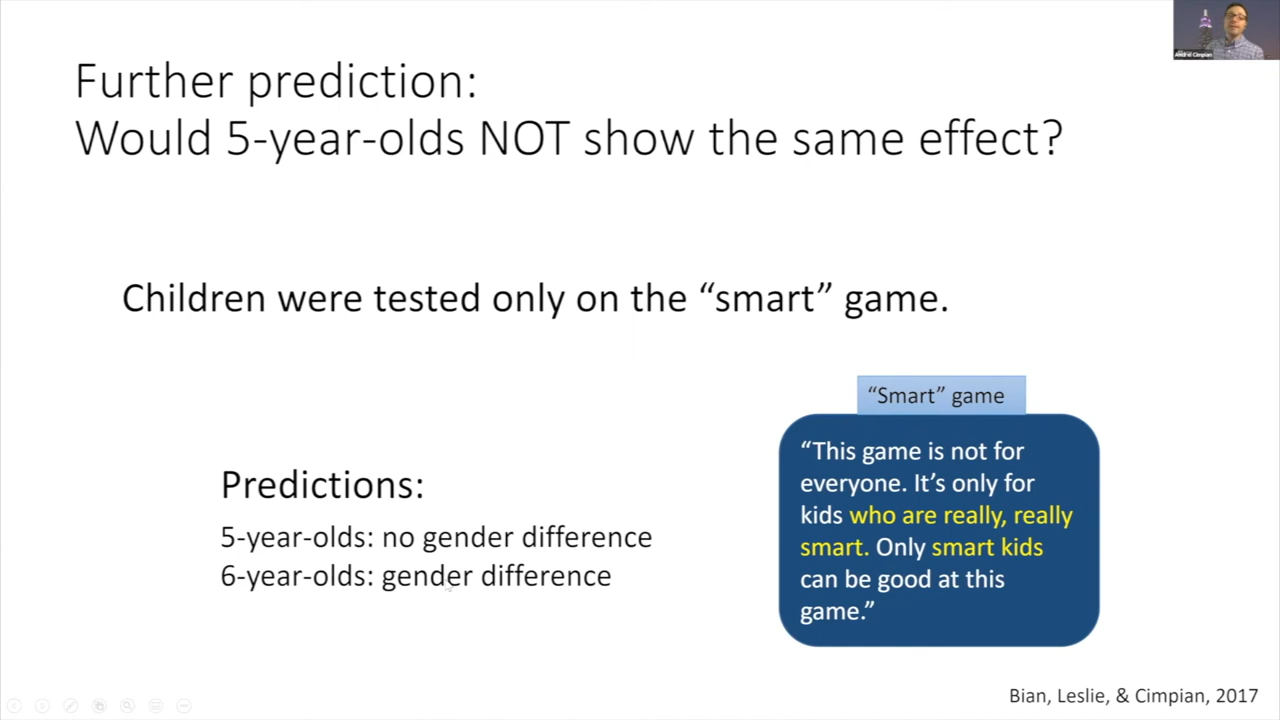 Further prediction:
Would 5-year-olds NOT show the same effect?
Children were tested only on the “smart” game.
Predictions:
5-year-olds: no gender difference
6-year-olds: gender difference
“Smart” game
“This game is not for
everyone. It’s only for
kids who are really, really
smart. Only smart kids
can be good at this
game.”
Bian, Leslie, & Cimpian, 2017
Andrei Cimpian